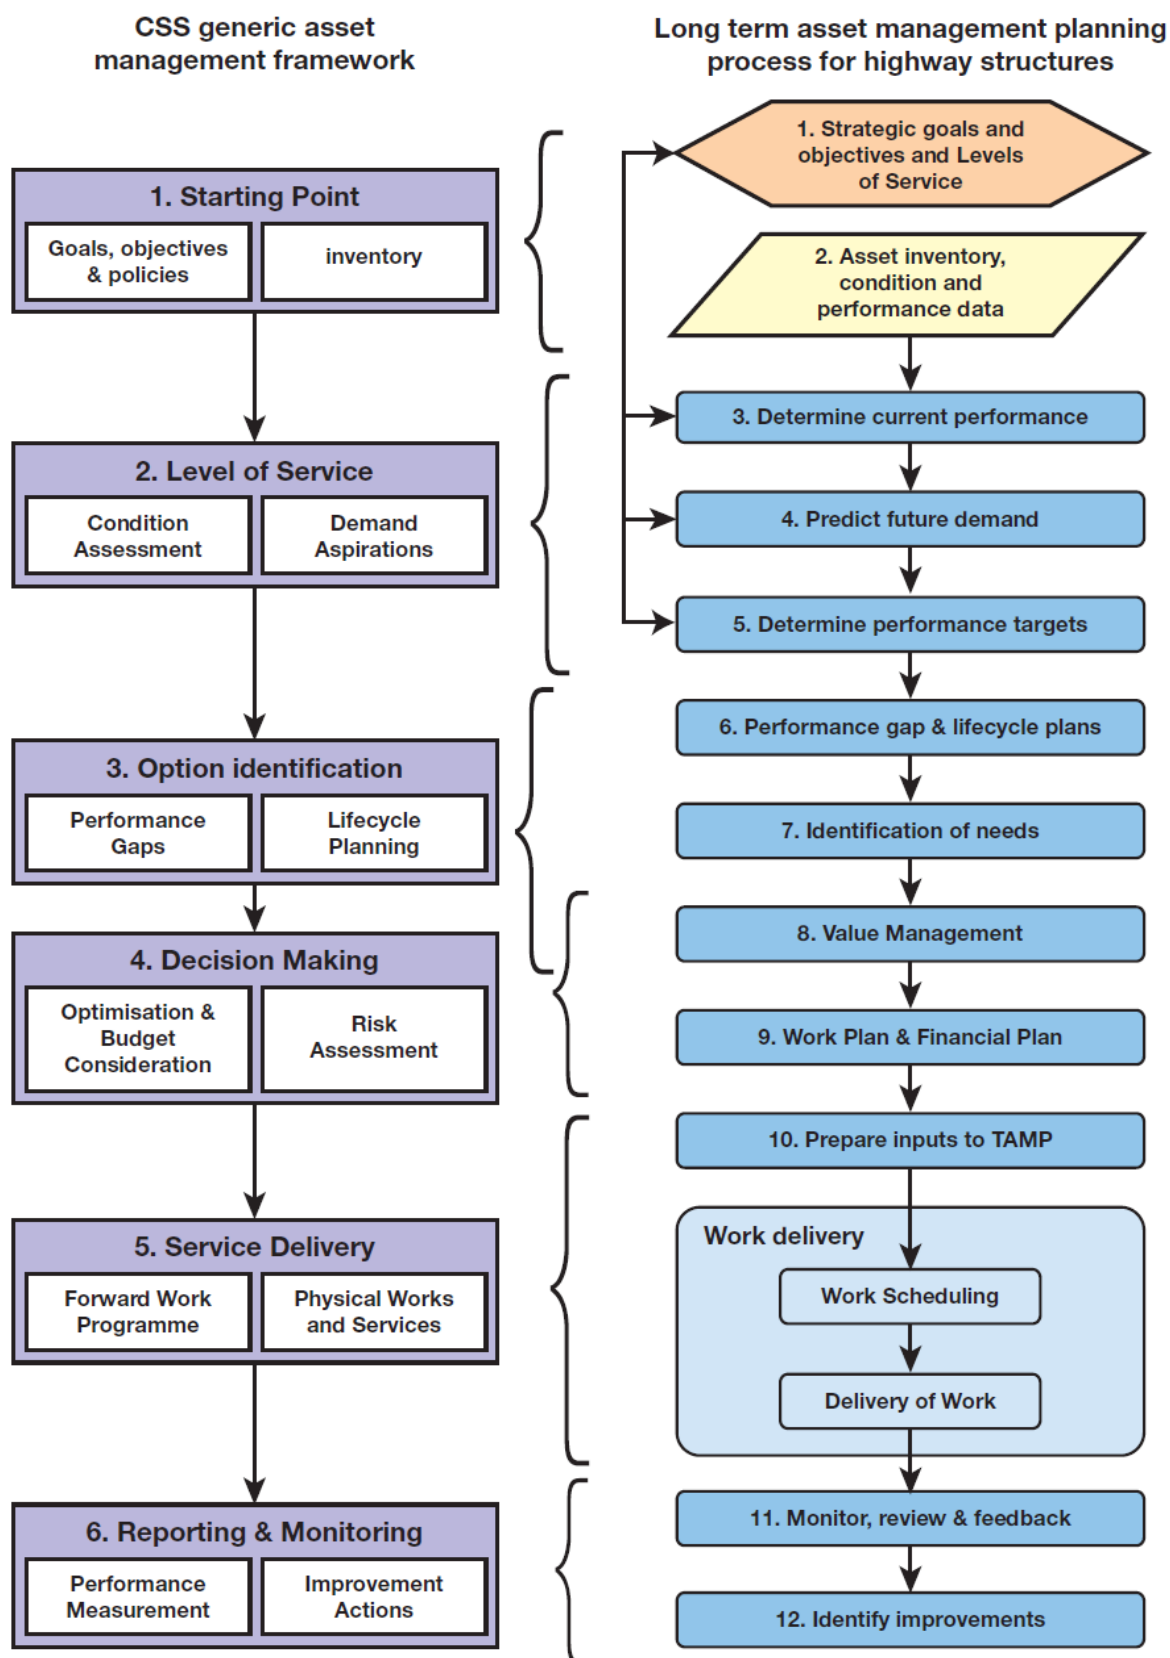 CSS generic asset
management framework
1. Starting Point
Goals, objectives
& policies
inventory
2. Level of Service
Condition
Assessment
Demand
Aspirations
3. Option identification
Performance
Gaps
Lifecycle
Planning
4. Decision Making
Optimisation &
Budget
Consideration
Risk
Assessment
5. Service Delivery
Forward Work
Programme
Physical Works
and Services
6. Reporting & Monitoring
Performance
Measurement
Improvement
Actions
Long term asset management planning
process for highway structures
1. Strategic goals and
objectives and Levels
of Service
2. Asset inventory,
condition and
performance data
3. Determine current performance
4. Predict future demand
5. Determine performance targets
6. Performance gap & lifecycle plans
7. Identification of needs
8. Value Management
9. Work Plan & Financial Plan
10. Prepare inputs to TAMP
Work delivery
Work Scheduling
Delivery of Work
11. Monitor, review & feedback
12. Identify improvements